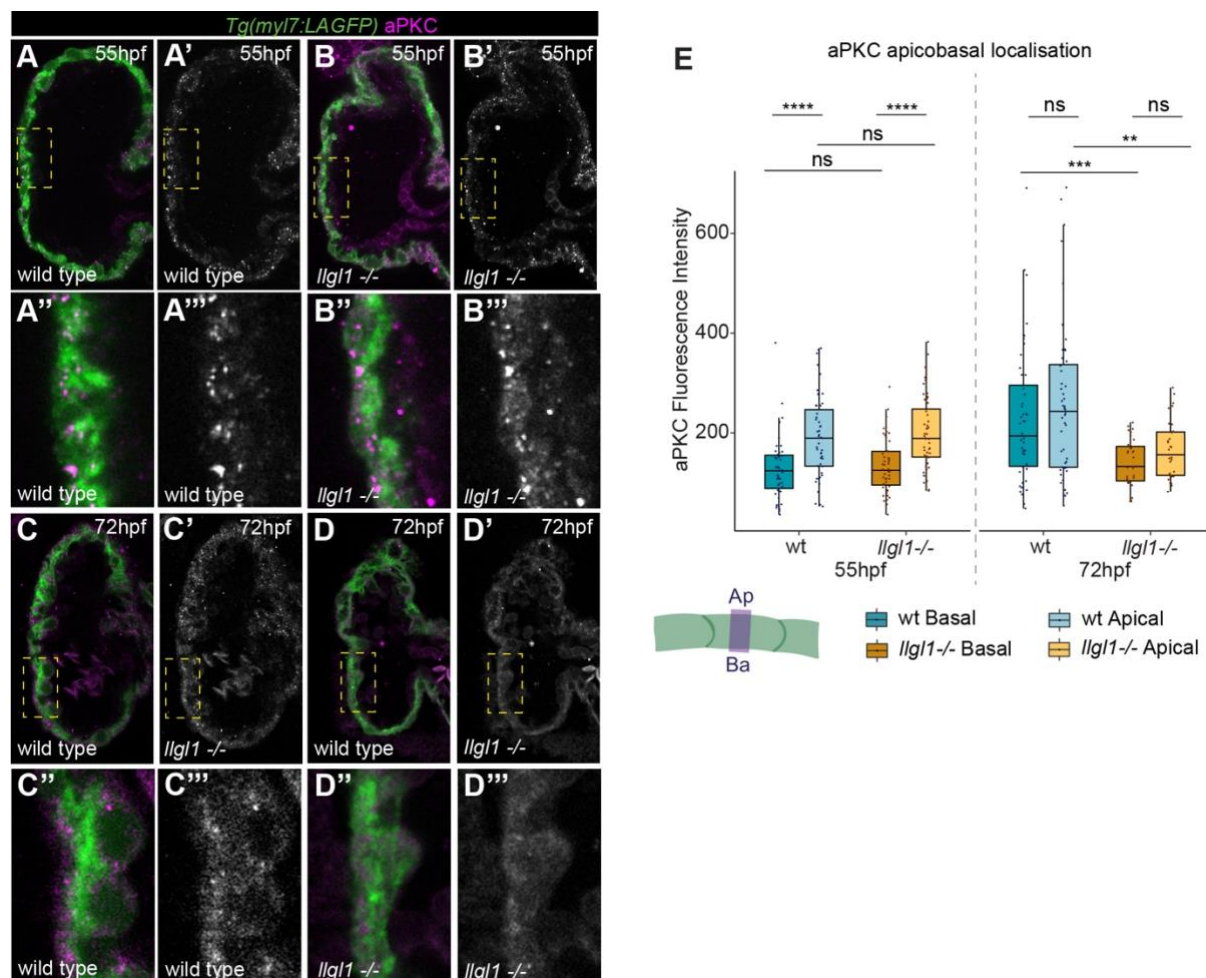 Tg(myl7:LAGFP) aPKC
A 55hpf
wild type
A' 55hpf
wild type
B 55hpf
llgl1 -/-
B' 55hpf
llgl1 -/-
A''
wild type
A'''
wild type
B''
llgl1 -/-
B'''
llgl1 -/-
C 72hpf
wild type
C' 72hpf
llgl1 -/-
D 72hpf
wild type
D' 72hpf
llgl1 -/-
C''
wild type
C'''
wild type
D''
llgl1 -/-
D'''
llgl1 -/-
E
aPKC apicobasal localisation
**** **** ns ns
ns ns **
***
aPKC Fluorescence Intensity
600
400
200
wt llgl1-/- wt llgl1-/-
55hpf 72hpf
Ap
Ba
wt Basal wt Apical
llgl1-/- Basal llgl1-/- Apical